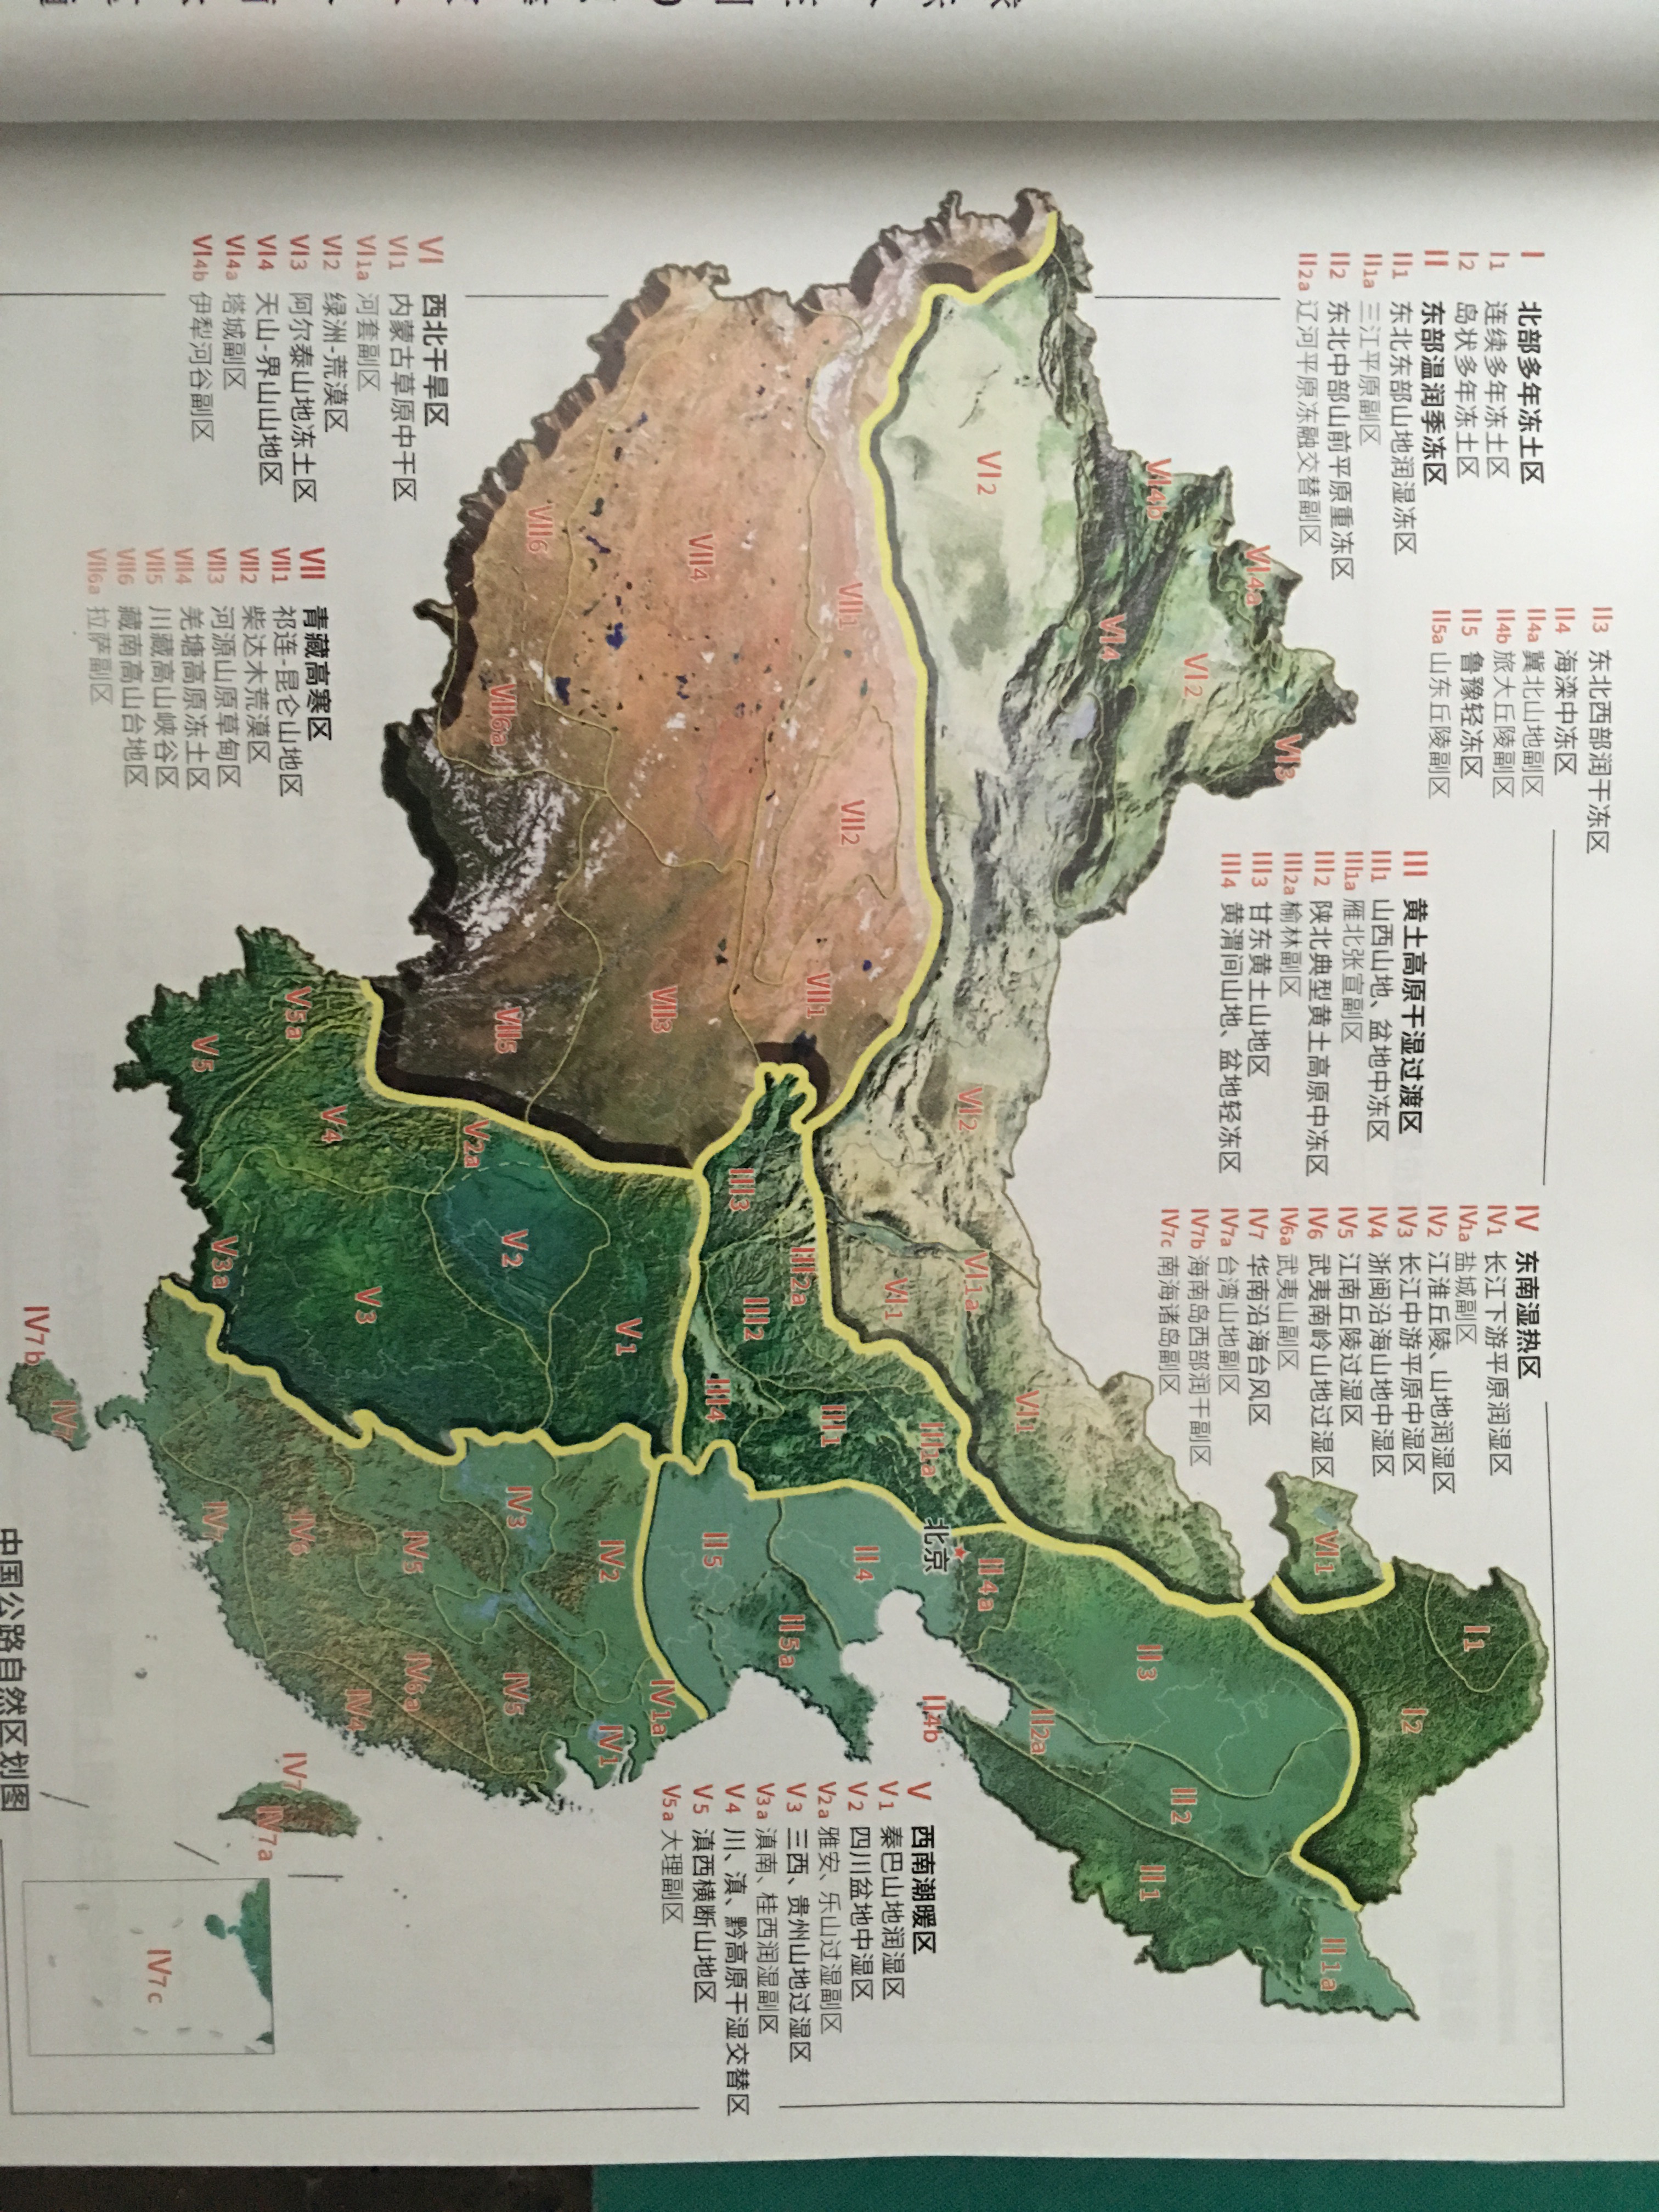 I 北部多年冻土区
I1 连续多年冻土区
I2 岛状多年冻土区
II 东部温润季冻区
II1 东北东部山地润湿冻区
II1a 三江平原副区
II2 东北中部山前平原重冻区
II2a 辽河平原冻融交替副区
II3 东北西部润干冻区
II4 海滦中冻区
II4a 冀北山地副区
II4b 旅大丘陵副区
II5 鲁豫轻冻区
II5a 山东丘陵副区
III 黄土高原干湿过渡区
III1 山西山地、盆地中冻区
III1a 雁北张宣副区
III2 陕北典型黄土高原中冻区
III2a 榆林副区
III3 甘东黄土山地区
III4 黄渭间山地、盆地轻冻区
IV 东南湿热区
IV1 长江下游平原润湿区
IV1a 盐城副区
IV2 江淮丘陵、山地润湿区
IV3 长江中游平原中湿区
IV4 浙闽沿海山地中湿区
IV5 江南丘陵过湿区
IV6 武夷南岭山地过湿区
IV6a 武夷山副区
IV7 华南沿海台风区
IV7a 台湾山地副区
IV7b 海南岛西部润干副区
IV7c 南海诸岛副区
VI3
VI4a
VI4b
VI2
VI4
VI2
VI2
VI1a
VI1
VI1
VI1
I1
I2
VII1
VII2
VII1
VII4
VII6
VII6a
VII3
VII5
III3
III2a
III2
III4
III1
III1a
北京
II4a
II4
II5
II5a
II4b
II3
II2a
II2
II1
II1a
V5a
V5
V4
V2a
V2
V1
V3
V3a
IV2
IV3
IV5
IV6
IV7
IV1a
IV1
IV5
IV6a
IV4
IV7
IV7a
IV7b
IV7
IV7c
VI 西北干旱区
VI1 内蒙古草原中干区
VI1a 河套副区
VI2 绿洲-荒漠区
VI3 阿尔泰山地冻土区
VI4 天山-界山山地区
VI4a 塔城副区
VI4b 伊犁河谷副区
VII 青藏高寒区
VII1 祁连-昆仑山地区
VII2 柴达木荒漠区
VII3 河源山原草甸区
VII4 羌塘高原冻土区
VII5 川藏高山峡谷区
VII6 藏南高山台地区
VII6a 拉萨副区
V 西南潮暖区
V1 秦巴山地润湿区
V2 四川盆地中湿区
V2a 雅安、乐山过湿副区
V3 三西、贵州山地过湿区
V3a 滇南、桂西润湿副区
V4 川、滇、黔高原干湿交替区
V5 滇西横断山地区
V5a 大理副区
中国公路自然区划图